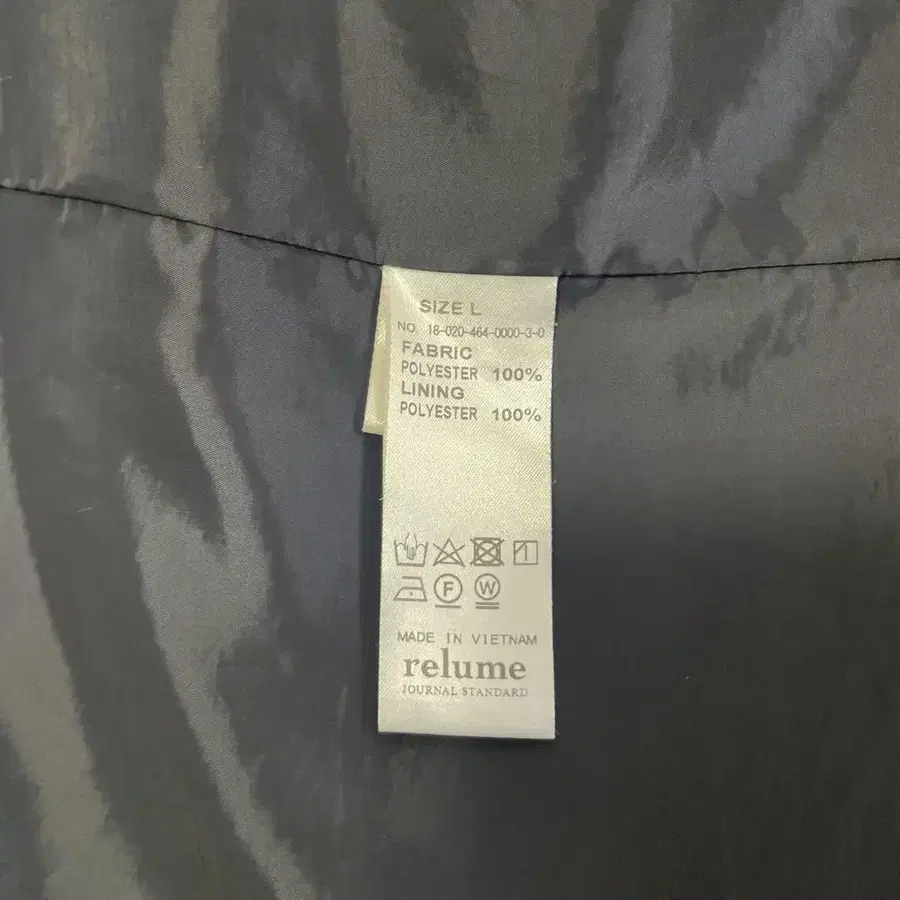 SIZE L
NO. 18-020-464-0000-3-0
FABRIC
POLYESTER 100%
LINING
POLYESTER 100%
F W
MADE IN VIETNAM
relume
JOURNAL STANDARD